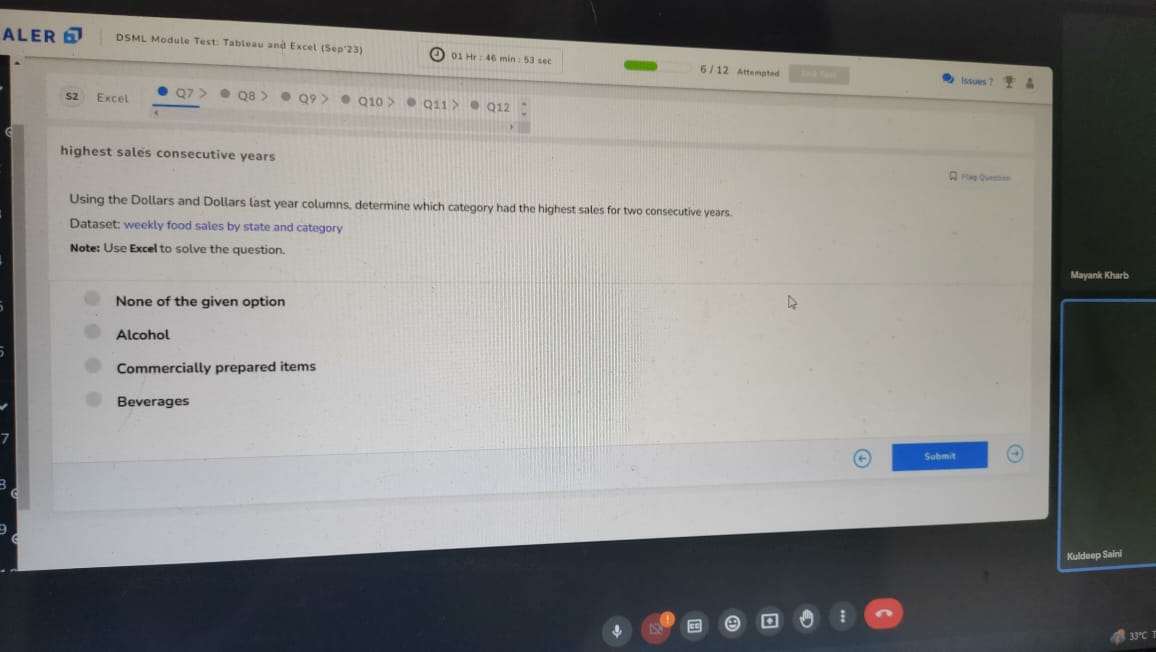 ALER
DSML Module Test: Tableau and Excel (Sep'23)
01 Hr : 46 min : 53 sec
6 / 12 Attempted
End Test
Issues ?
S2 Excel
Q7 > Q8 > Q9 > Q10 > Q11 > Q12
highest sales consecutive years
Flag Question
Using the Dollars and Dollars last year columns, determine which category had the highest sales for two consecutive years.
Dataset: weekly food sales by state and category
Note: Use Excel to solve the question.
None of the given option
Alcohol
Commercially prepared items
Beverages
Submit
7
9
Mayank Kharb
Kuldeep Saini
CC
33°C